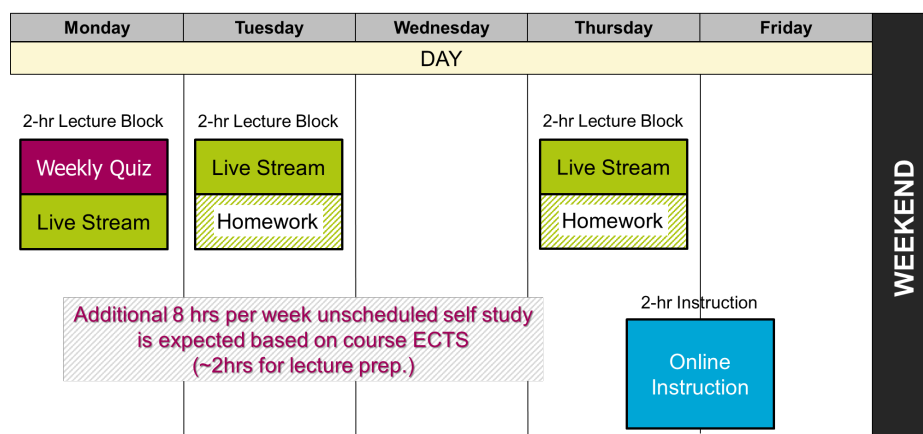 Monday
Tuesday
Wednesday
Thursday
Friday
DAY
WEEKEND
2-hr Lecture Block
2-hr Lecture Block
2-hr Lecture Block
Weekly Quiz
Live Stream
Live Stream
Live Stream
Homework
Homework
Additional 8 hrs per week unscheduled self study
is expected based on course ECTS
(~2hrs for lecture prep.)
2-hr Instruction
Online
Instruction